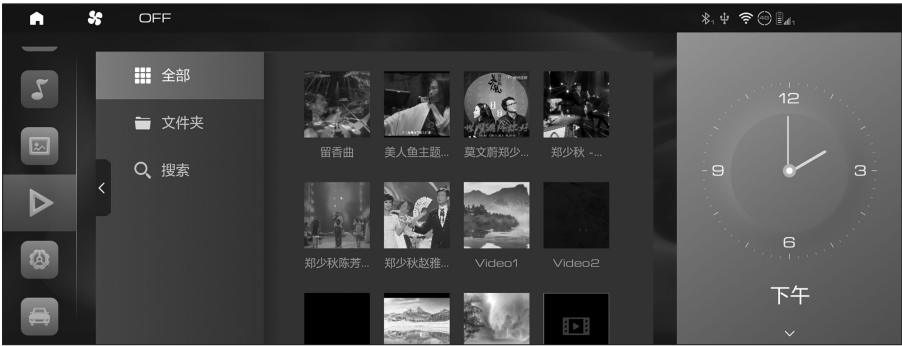 OFF
全部
文件夹
搜索
留香曲
美人鱼主题...
莫文蔚郑少...
郑少秋 -...
郑少秋陈芳...
郑少秋赵雅...
Video1
Video2
12
3
6
9
下午